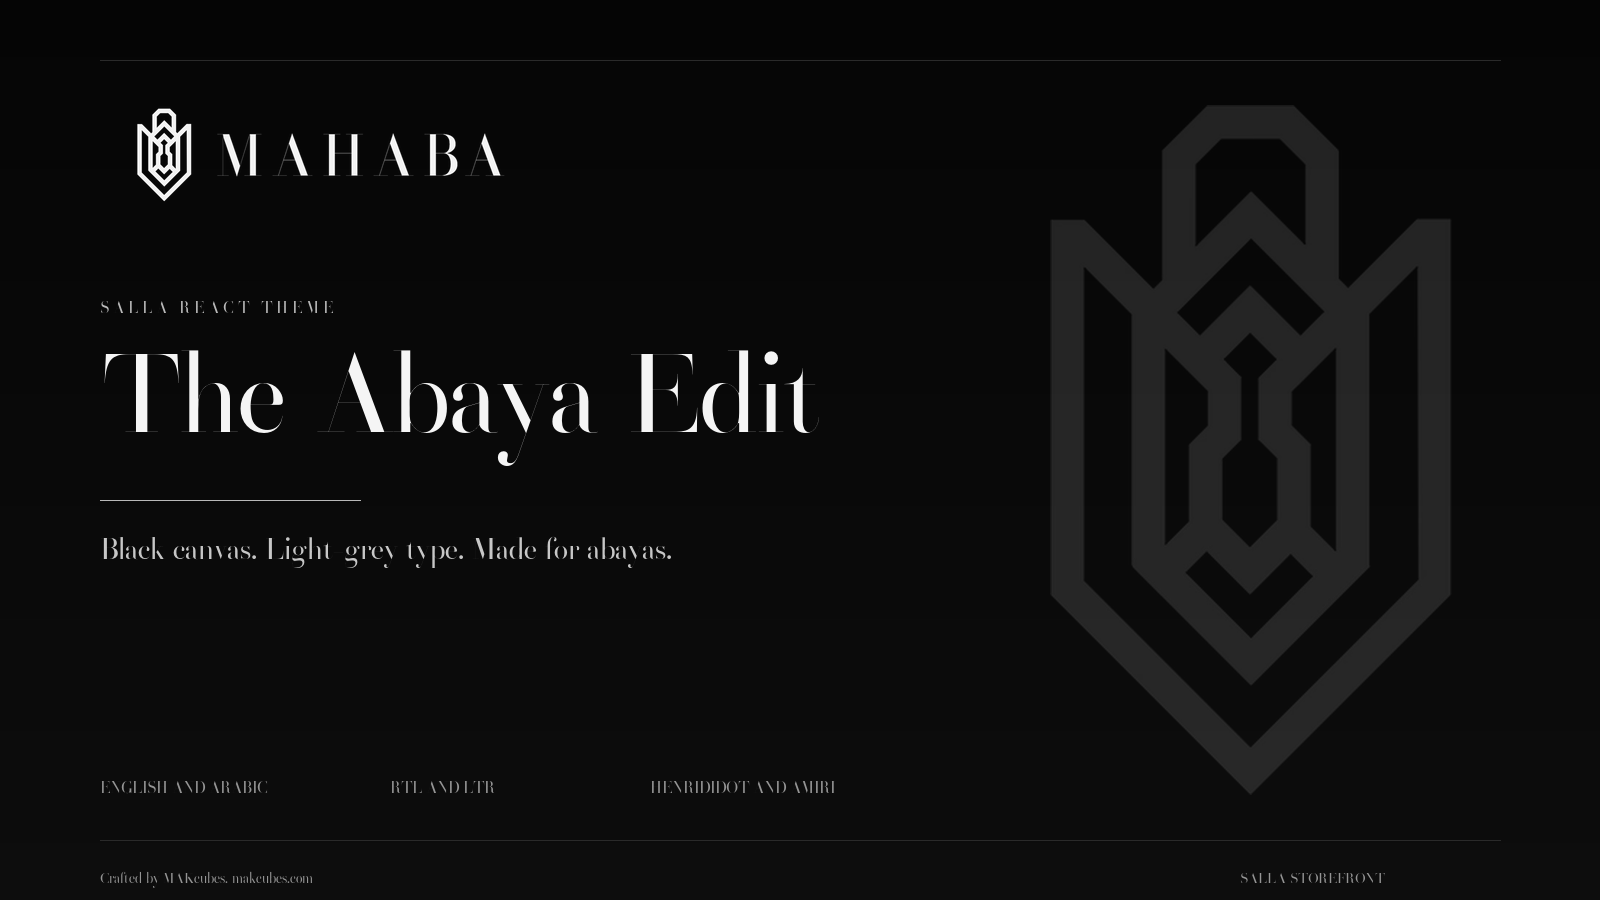 MAHABA
SALLA REACT THEME
The Abaya Edit
Black canvas. Light-grey type. Made for abayas.
ENGLISH AND ARABIC
RTL AND LTR
HENRIDIDOT AND AMIRI
Crafted by MAKcubes. makcubes.com
SALLA STOREFRONT